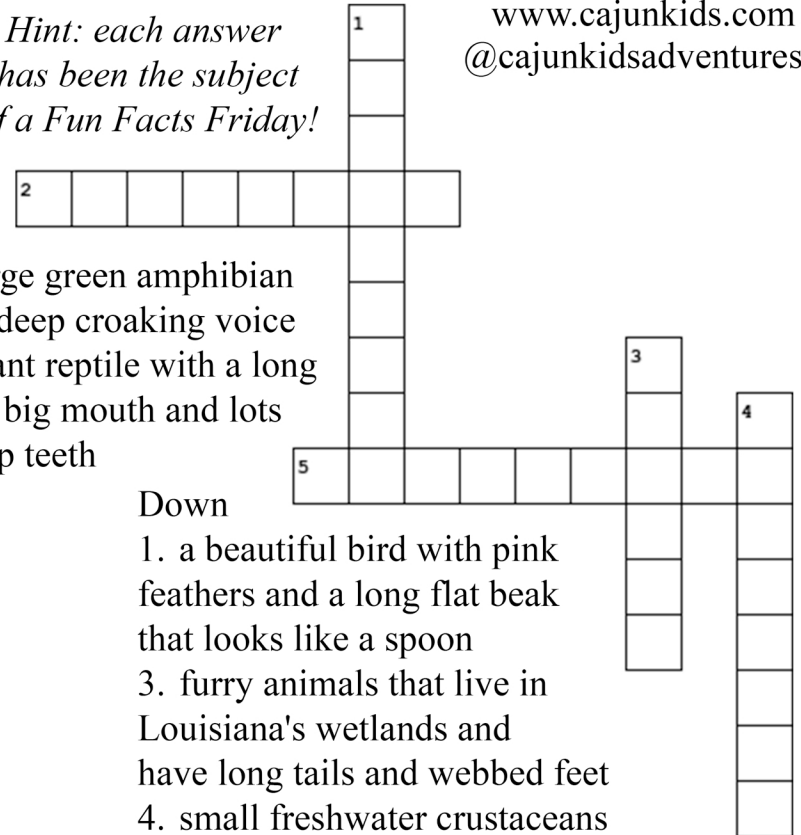 Hint: each answer
has been the subject
f a Fun Facts Friday!
www.cajunkids.com
@cajunkidsadventures
1
2
rge green amphibian
deep croaking voice
ant reptile with a long
big mouth and lots
p teeth
3
4
5
Down
1. a beautiful bird with pink
feathers and a long flat beak
that looks like a spoon
3. furry animals that live in
Louisiana's wetlands and
have long tails and webbed feet
4. small freshwater crustaceans